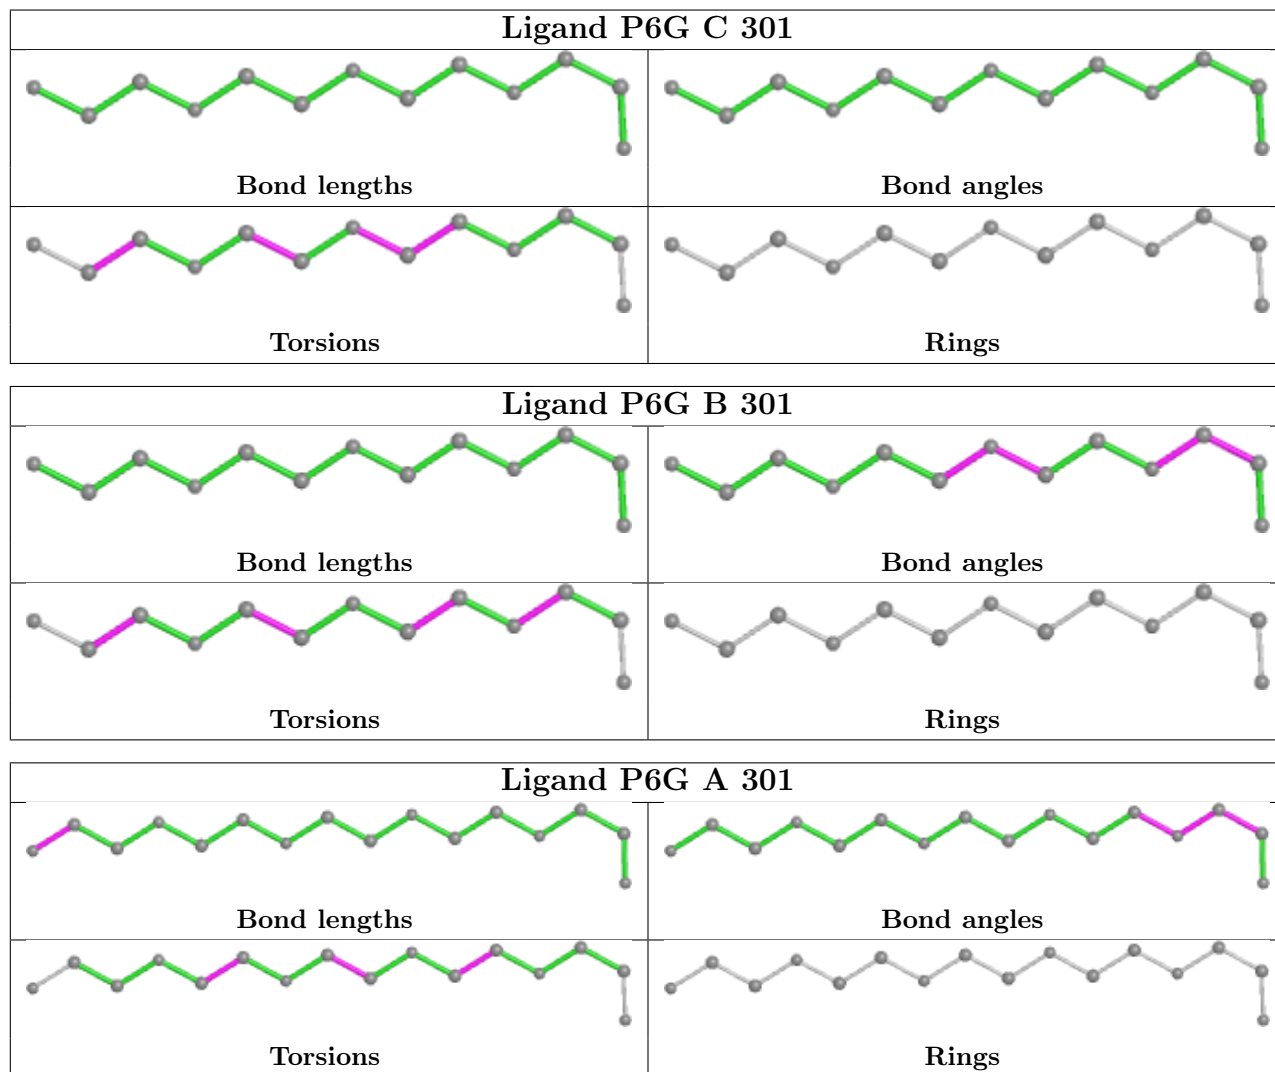 Ligand P6G C 301
Bond lengths
Bond angles
Torsions
Rings
Ligand P6G B 301
Bond lengths
Bond angles
Torsions
Rings
Ligand P6G A 301
Bond lengths
Bond angles
Torsions
Rings